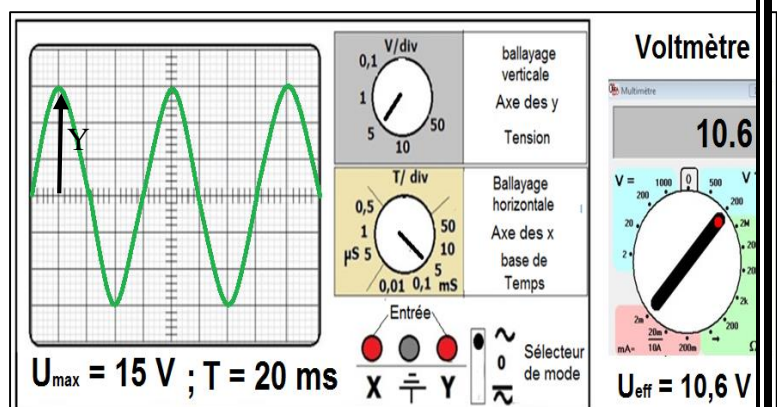 Y
V/div
0,1
1
5
10
50
ballayage
verticale
Axe des y
Tension
T/ div
0,5
1
µS 5
0,01
0,1
mS
5
10
50
Ballayage
horizontale
Axe des x
base de
Temps
Entrée
X
Y
0
Sélecteur
de mode
Umax = 15 V ; T = 20 ms
Voltmètre
Multimètre
10.6
V =
1000
0
500
V
200
200
20
2
2M
20
2k
200
Ω
2m
20m
10A
200m
mA=
Ueff = 10,6 V